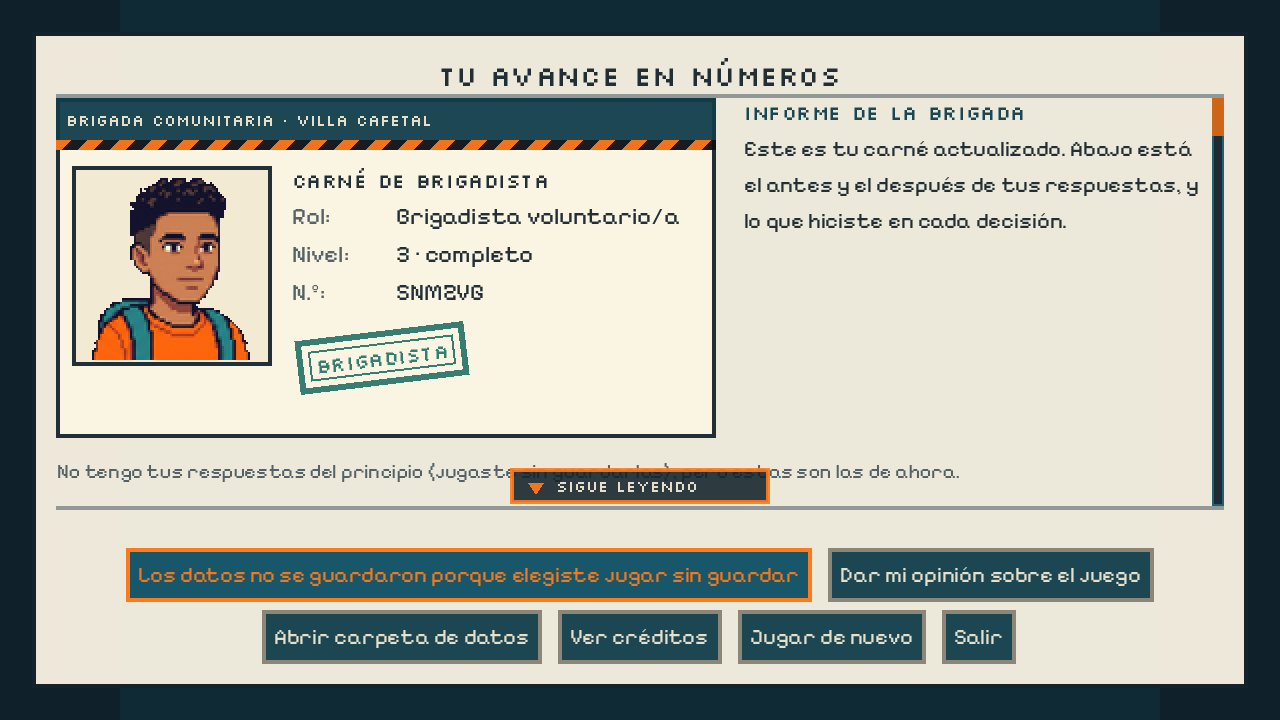 TU AVANCE EN NÚMEROS
BRIGADA COMUNITARIA · VILLA CAFETAL
CARNÉ DE BRIGADISTA
Rol: Brigadista voluntario/a
Nivel: 3 · completo
N.º: SNM2VG
BRIGADISTA
INFORME DE LA BRIGADA
Este es tu carné actualizado. Abajo está
el antes y el después de tus respuestas, y
lo que hiciste en cada decisión.
No tengo tus respuestas del principio (jugaste sin guardarlas), pero estas son las de ahora.
SIGUE LEYENDO
Los datos no se guardaron porque elegiste jugar sin guardar
Dar mi opinión sobre el juego
Abrir carpeta de datos
Ver créditos
Jugar de nuevo
Salir